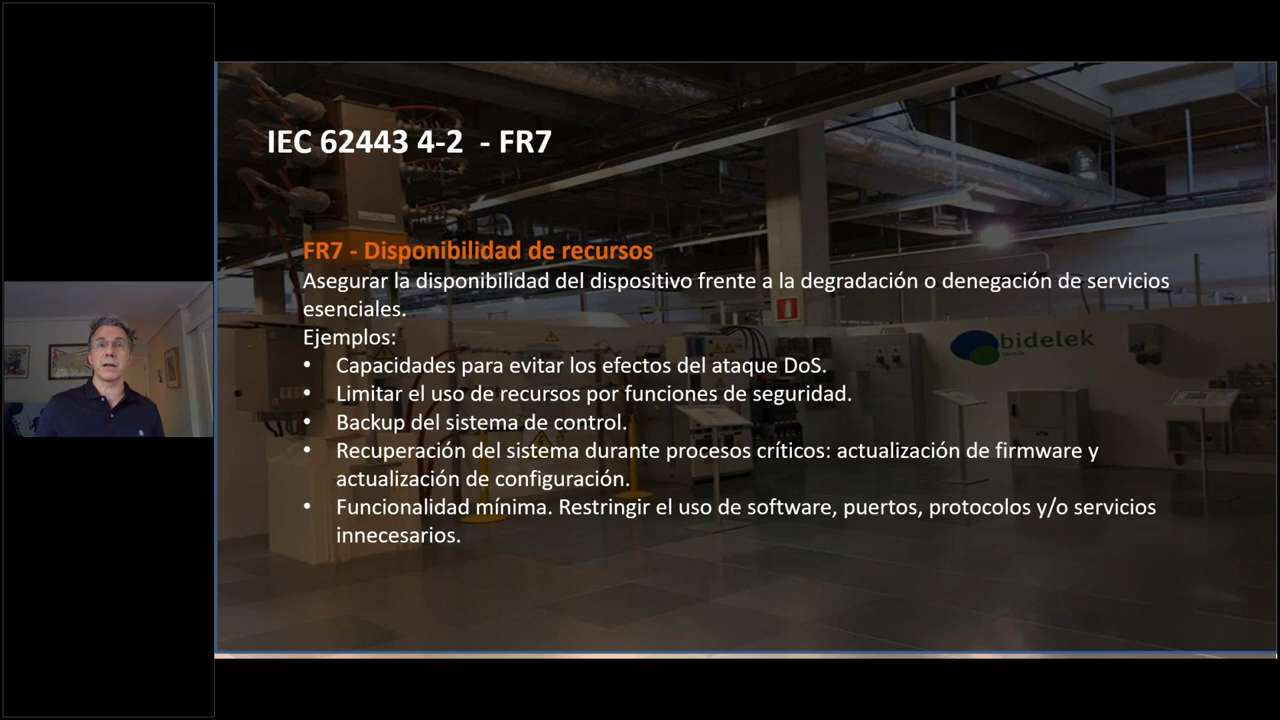 IEC 62443 4-2 - FR7
FR7 - Disponibilidad de recursos
Asegurar la disponibilidad del dispositivo frente a la degradación o denegación de servicios
esenciales.
Ejemplos:
• Capacidades para evitar los efectos del ataque DoS.
• Limitar el uso de recursos por funciones de seguridad.
• Backup del sistema de control.
• Recuperación del sistema durante procesos críticos: actualización de firmware y
actualización de configuración.
• Funcionalidad mínima. Restringir el uso de software, puertos, protocolos y/o servicios
innecesarios.
bidelek